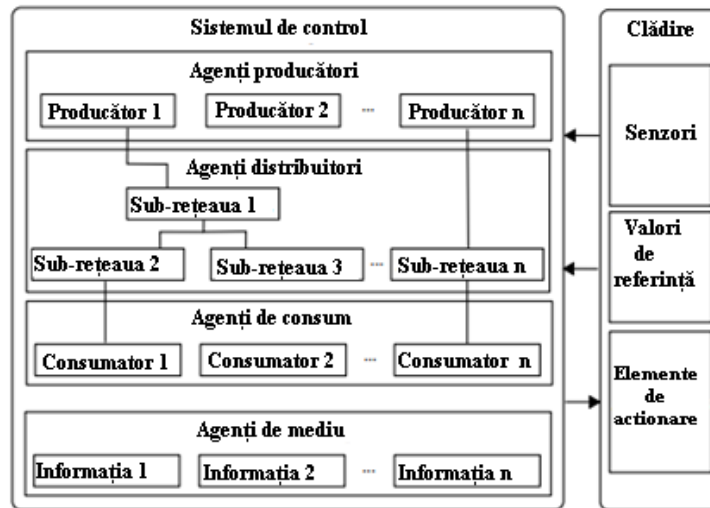 Sistemul de control
Agenți producători
Producător 1
Producător 2
...
Producător n
Agenți distribuitori
Sub-rețeaua 1
Sub-rețeaua 2
Sub-rețeaua 3
...
Sub-rețeaua n
Agenți de consum
Consumator 1
Consumator 2
...
Consumator n
Agenți de mediu
Informația 1
Informația 2
...
Informația n
Clădire
Senzori
Valori
de
referință
Elemente
de
actionare